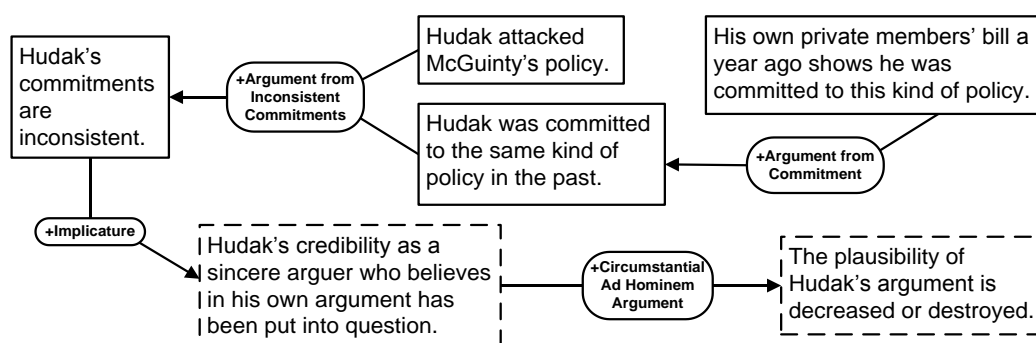 Hudak’s
commitments
are
inconsistent.
+Argument from
Inconsistent
Commitments
Hudak attacked
McGuinty’s policy.
Hudak was committed
to the same kind of
policy in the past.
His own private members’ bill a
year ago shows he was
committed to this kind of policy.
+Argument from
Commitment
+Implicature
Hudak’s credibility as a
sincere arguer who believes
in his own argument has
been put into question.
+Circumstantial
Ad Hominem
Argument
The plausibility of
Hudak’s argument is
decreased or destroyed.